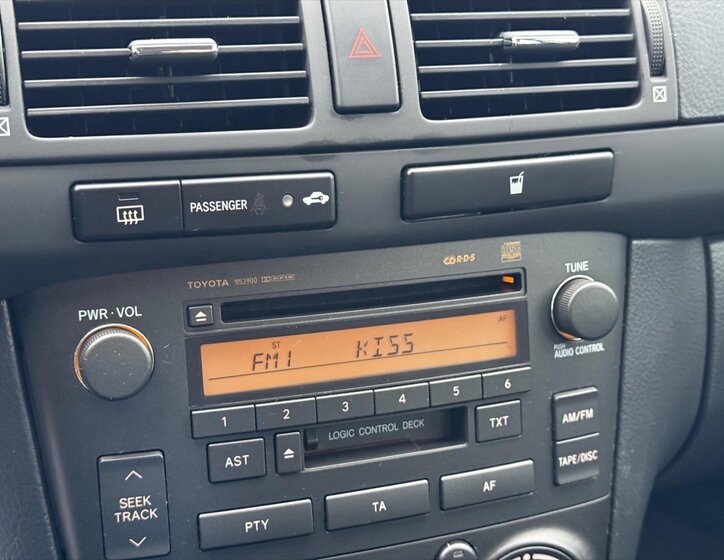 PASSENGER
TOYOTA W53900
R·D·S
PWR · VOL
TUNE
ST
AF
FM1 KISS
PUSH
AUDIO CONTROL
1 2 3 4 5 6
LOGIC CONTROL DECK
TXT
AM/FM
AST
TAPE/DISC
SEEK
TRACK
PTY
TA
AF